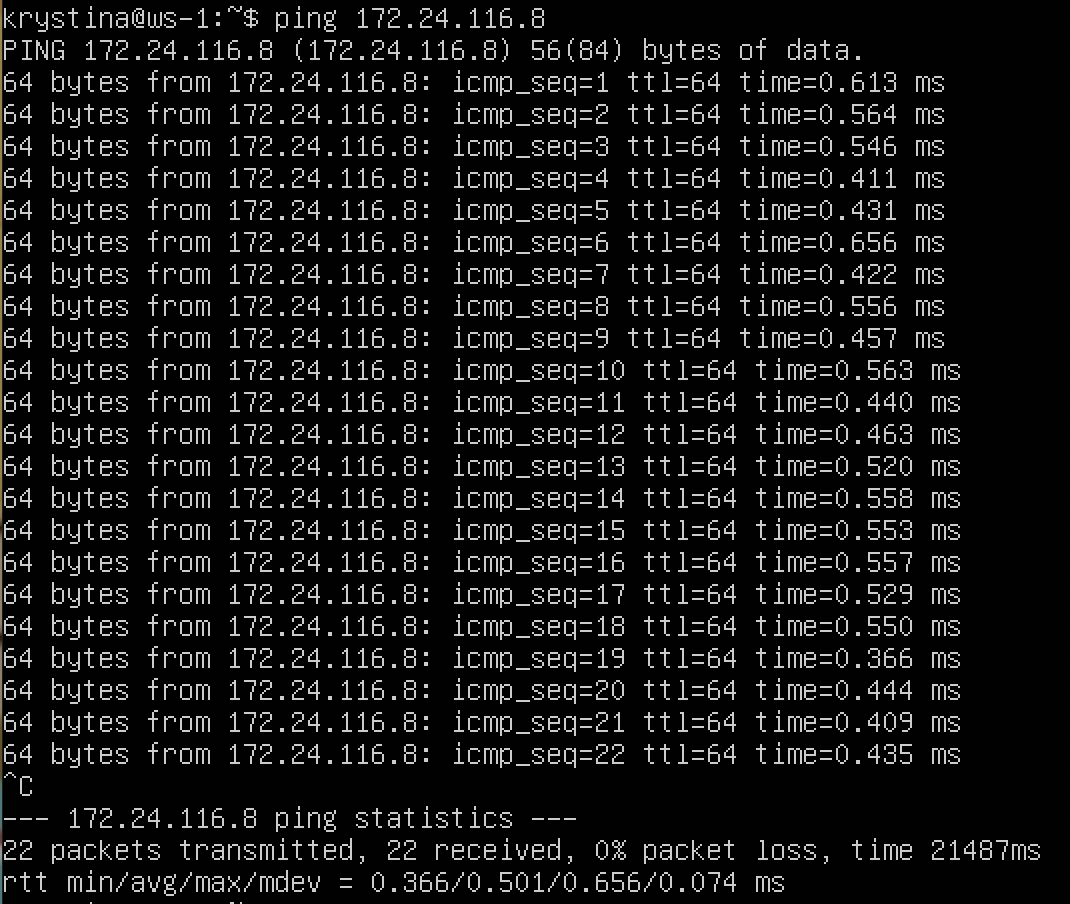 krystina@ws-1:~$ ping 172.24.116.8
PING 172.24.116.8 (172.24.116.8) 56(84) bytes of data.
64 bytes from 172.24.116.8: icmp_seq=1 ttl=64 time=0.613 ms
64 bytes from 172.24.116.8: icmp_seq=2 ttl=64 time=0.564 ms
64 bytes from 172.24.116.8: icmp_seq=3 ttl=64 time=0.546 ms
64 bytes from 172.24.116.8: icmp_seq=4 ttl=64 time=0.411 ms
64 bytes from 172.24.116.8: icmp_seq=5 ttl=64 time=0.431 ms
64 bytes from 172.24.116.8: icmp_seq=6 ttl=64 time=0.656 ms
64 bytes from 172.24.116.8: icmp_seq=7 ttl=64 time=0.422 ms
64 bytes from 172.24.116.8: icmp_seq=8 ttl=64 time=0.556 ms
64 bytes from 172.24.116.8: icmp_seq=9 ttl=64 time=0.457 ms
64 bytes from 172.24.116.8: icmp_seq=10 ttl=64 time=0.563 ms
64 bytes from 172.24.116.8: icmp_seq=11 ttl=64 time=0.440 ms
64 bytes from 172.24.116.8: icmp_seq=12 ttl=64 time=0.463 ms
64 bytes from 172.24.116.8: icmp_seq=13 ttl=64 time=0.520 ms
64 bytes from 172.24.116.8: icmp_seq=14 ttl=64 time=0.558 ms
64 bytes from 172.24.116.8: icmp_seq=15 ttl=64 time=0.553 ms
64 bytes from 172.24.116.8: icmp_seq=16 ttl=64 time=0.557 ms
64 bytes from 172.24.116.8: icmp_seq=17 ttl=64 time=0.529 ms
64 bytes from 172.24.116.8: icmp_seq=18 ttl=64 time=0.550 ms
64 bytes from 172.24.116.8: icmp_seq=19 ttl=64 time=0.366 ms
64 bytes from 172.24.116.8: icmp_seq=20 ttl=64 time=0.444 ms
64 bytes from 172.24.116.8: icmp_seq=21 ttl=64 time=0.409 ms
64 bytes from 172.24.116.8: icmp_seq=22 ttl=64 time=0.435 ms
^C
--- 172.24.116.8 ping statistics ---
22 packets transmitted, 22 received, 0% packet loss, time 21487ms
rtt min/avg/max/mdev = 0.366/0.501/0.656/0.074 ms